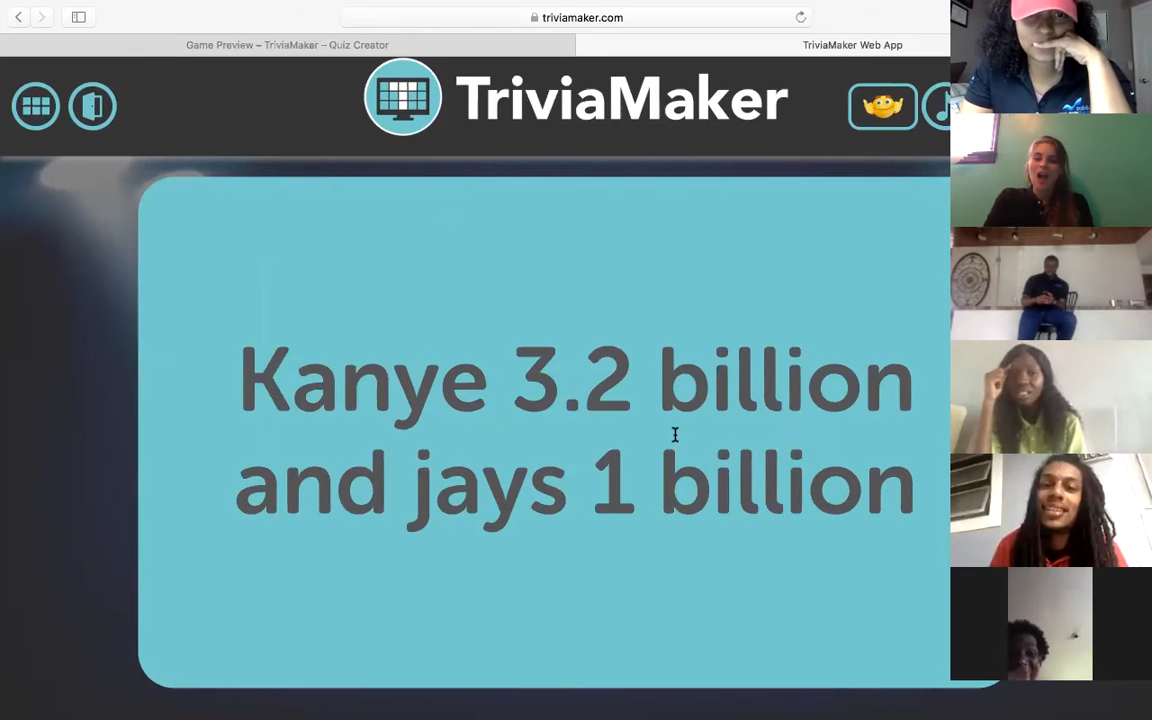 triviamaker.com
Game Preview – TriviaMaker – Quiz Creator
TriviaMaker Web App
TriviaMaker
Kanye 3.2 billion
and jays 1 billion